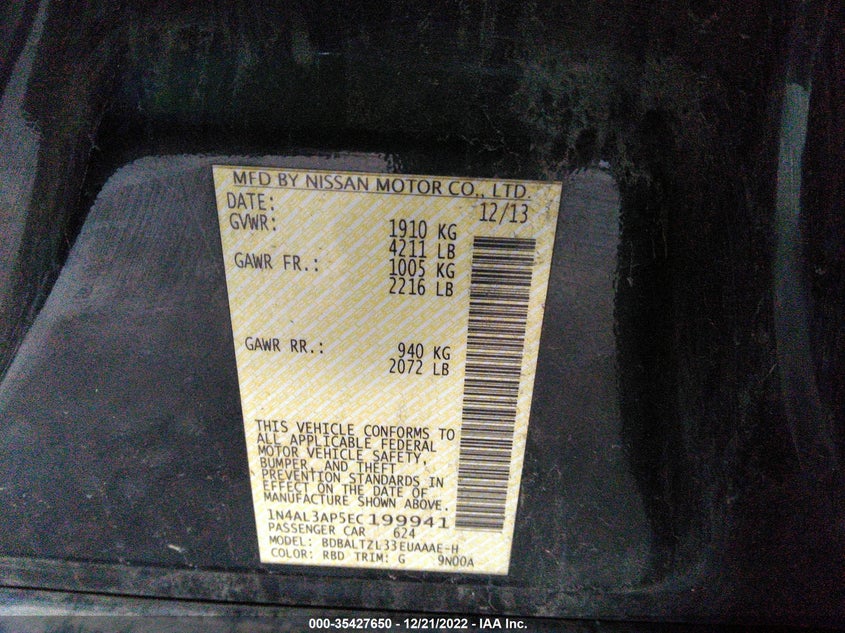 MFD BY NISSAN MOTOR CO., LTD.
DATE: 12/13
GVWR: 1910 KG
4211 LB
GAWR FR.: 1005 KG
2216 LB
GAWR RR.: 940 KG
2072 LB
THIS VEHICLE CONFORMS TO
ALL APPLICABLE FEDERAL
MOTOR VEHICLE SAFETY,
BUMPER, AND THEFT
PREVENTION STANDARDS IN
EFFECT ON THE DATE OF
MANUFACTURE SHOWN ABOVE.
1N4AL3AP5EC199941
PASSENGER CAR 624
MODEL: BDBALTZL33EUAAAE-H
COLOR: RBD TRIM: G 9N00A
000-35427650 - 12/21/2022 - IAA Inc.